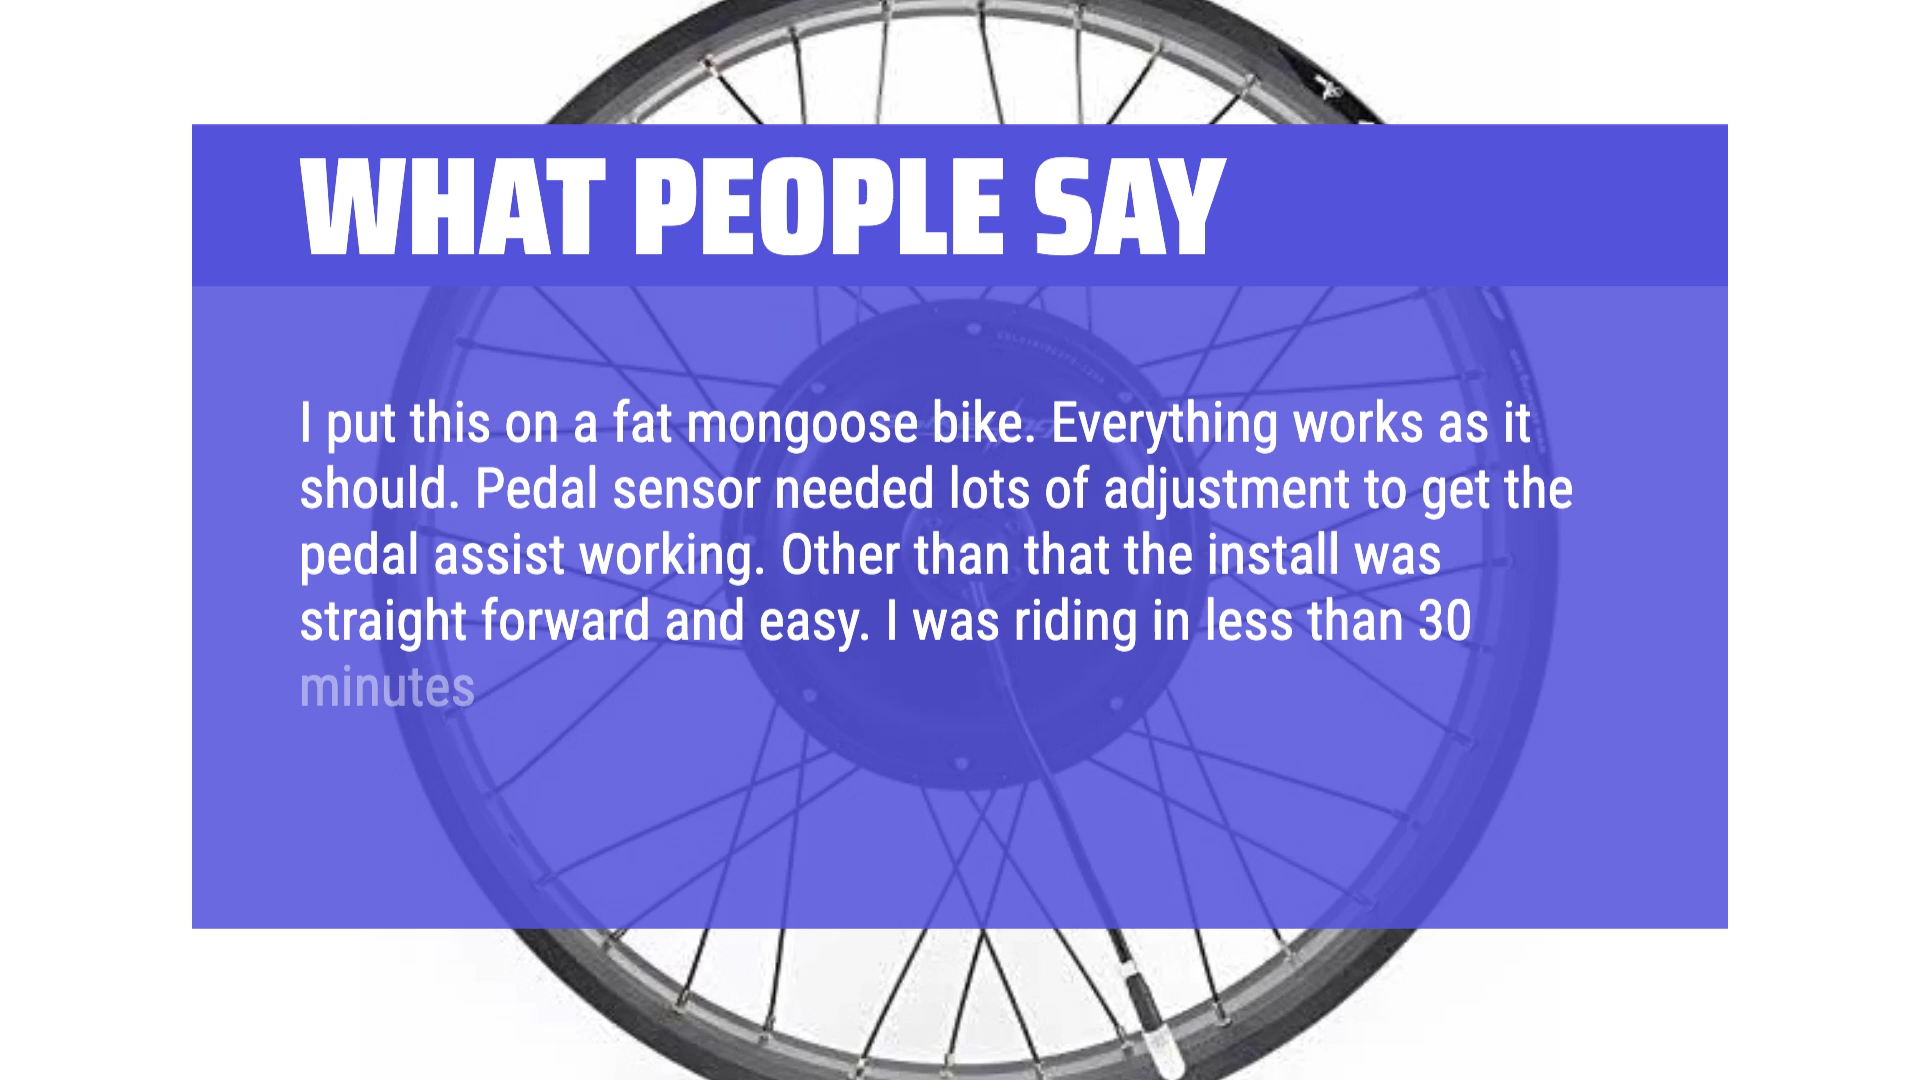 WHAT PEOPLE SAY
I put this on a fat mongoose bike. Everything works as it
should. Pedal sensor needed lots of adjustment to get the
pedal assist working. Other than that the install was
straight forward and easy. I was riding in less than 30
minutes